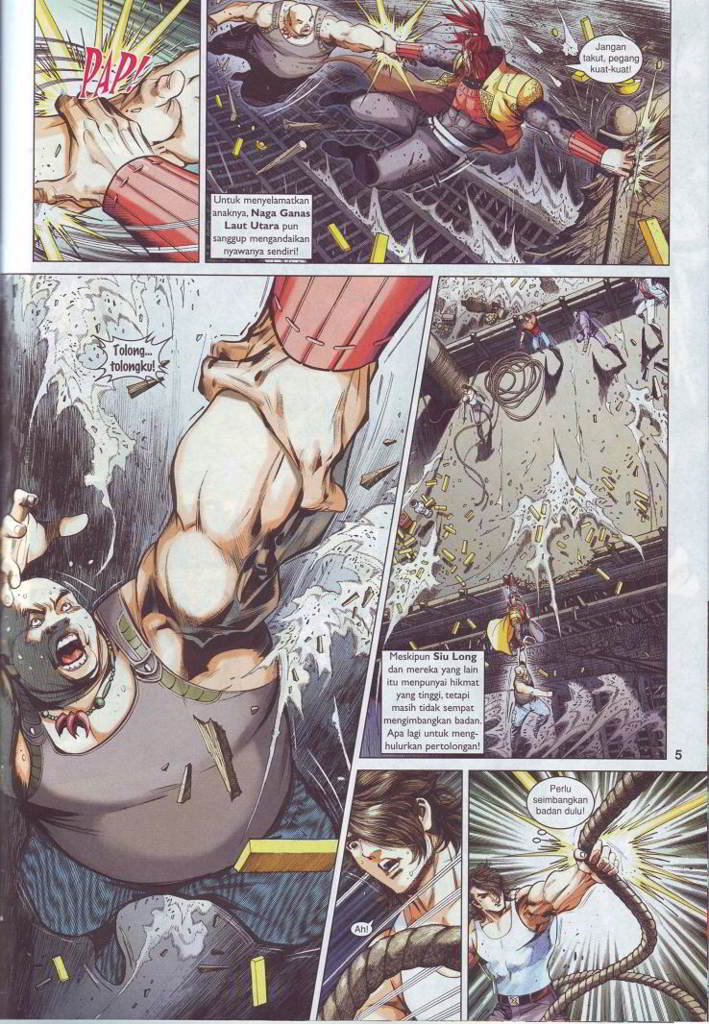 PAP!
Jangan
takut, pegang
kuat-kuat!
Untuk menyelamatkan
anaknya, Naga Ganas
Laut Utara pun
sanggup mengandaikan
nyawanya sendiri!
Tolong...
tolongku!
Meskipun Siu Long
dan mereka yang lain
itu menpunyai hikmat
yang tinggi, tetapi
masih tidak sempat
mengimbangkan badan.
Apa lagi untuk meng-
hulurkan pertolongan!
5
Ah!
Perlu
seimbangkan
badan dulu!